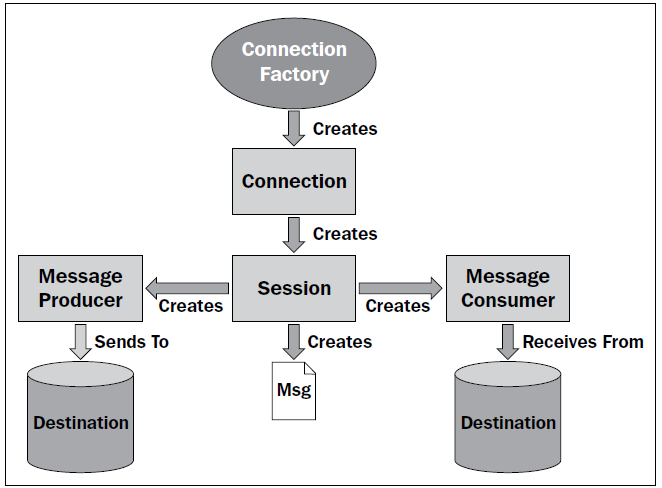 Connection
Factory
Creates
Connection
Creates
Message
Producer
Creates
Session
Creates
Message
Consumer
Sends To
Creates
Receives From
Destination
Msg
Destination